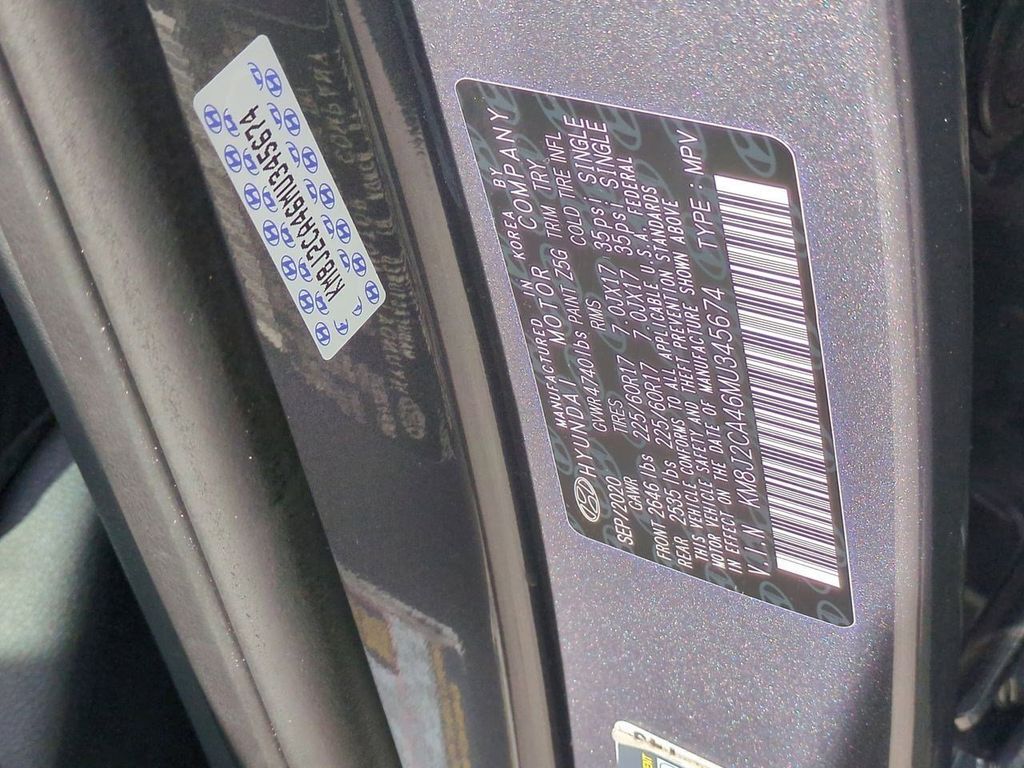 KM8J2CA46MU345674
HYUNDAI MOTOR COMPANY
MANUFACTURED IN KOREA BY
SEP/2020 GVWR 4740lbs PAINT Z5G TRIM TRY
GAWR TIRES RMS COLD TIRE INFL
FRONT 2646 lbs 225/60R17 7.0JX17 35psi SINGLE
REAR 2535 lbs 225/60R17 7.0JX17 35psi SINGLE
THIS VEHICLE CONFORMS TO ALL APPLICABLE U.S.A. FEDERAL
MOTOR VEHICLE SAFETY AND THEFT PREVENTION STANDARDS
IN EFFECT ON THE DATE OF MANUFACTURE SHOWN ABOVE
V.I.N KM8J2CA46MU345674 TYPE : MPV